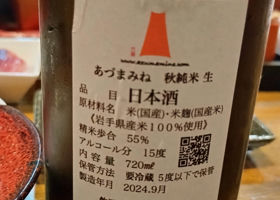 www.azumamine.com
あづまみね 秋純米 生
品目 日本酒
原材料名 米(国産)・米麹(国産米)
(岩手県産米100%使用)
精米歩合 55%
アルコール分 15度
内容量 720㎖
保管方法 要冷蔵 5度以下で保管
製造年月 2024.9月